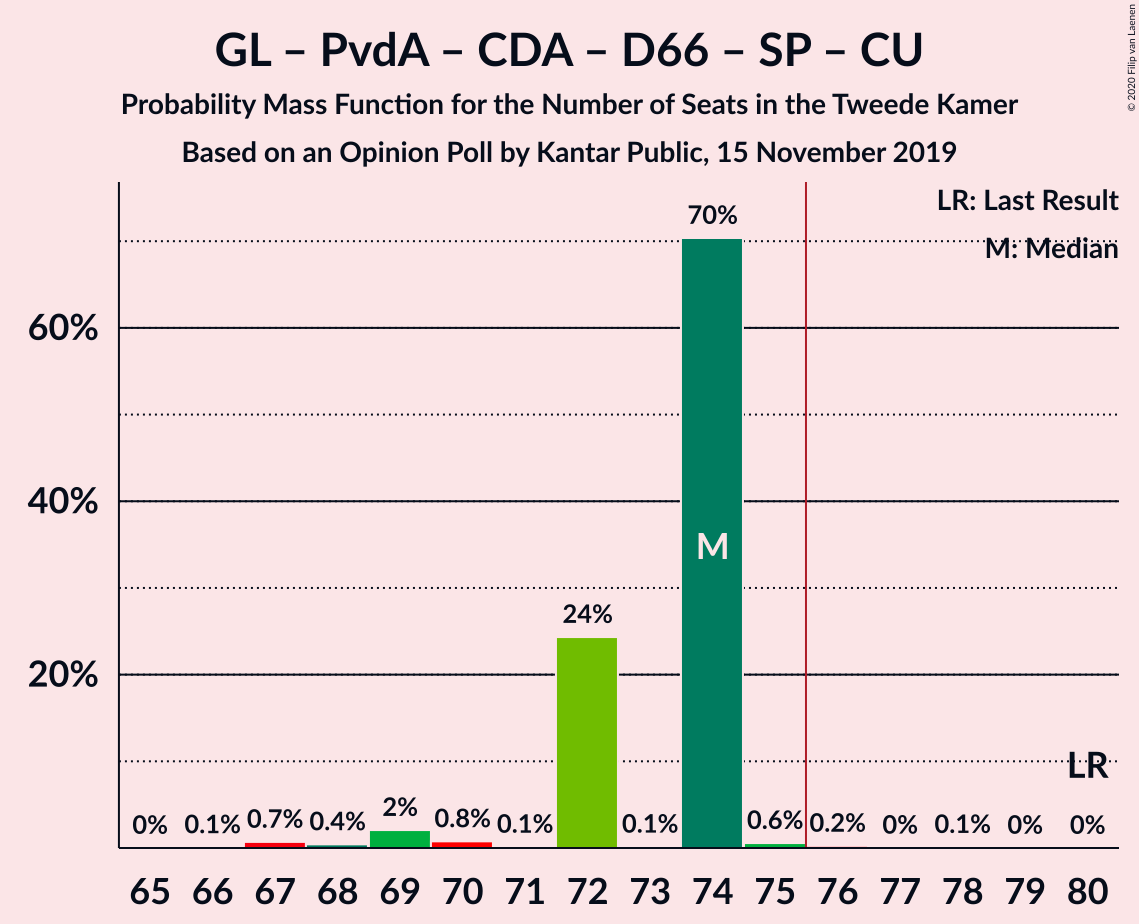 GL – PvdA – CDA – D66 – SP – CU
Probability Mass Function for the Number of Seats in the Tweede Kamer
Based on an Opinion Poll by Kantar Public, 15 November 2019
© 2020 Filip van Laenen
LR: Last Result
M: Median
60%
40%
20%
0% 0.1% 0.7% 0.4% 2% 0.8% 0.1% 24% 0.1% 70% 0.6% 0.2% 0% 0.1% 0% 0%
M
LR
65 66 67 68 69 70 71 72 73 74 75 76 77 78 79 80